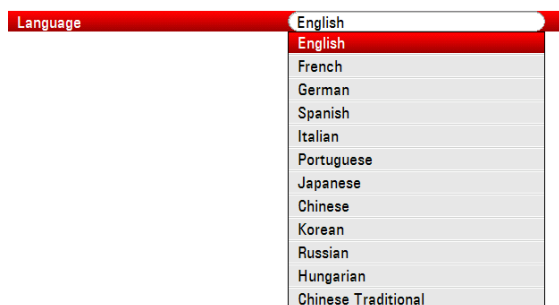 Language English
English
French
German
Spanish
Italian
Portuguese
Japanese
Chinese
Korean
Russian
Hungarian
Chinese Traditional